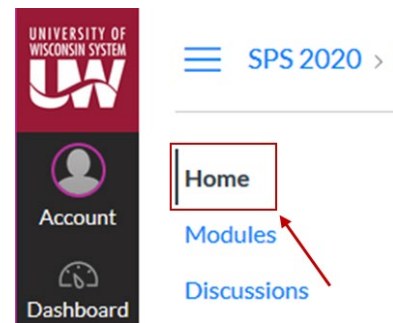 UNIVERSITY OF
WISCONSIN SYSTEM
UW
Account
Dashboard
SPS 2020 >
Home
Modules
Discussions